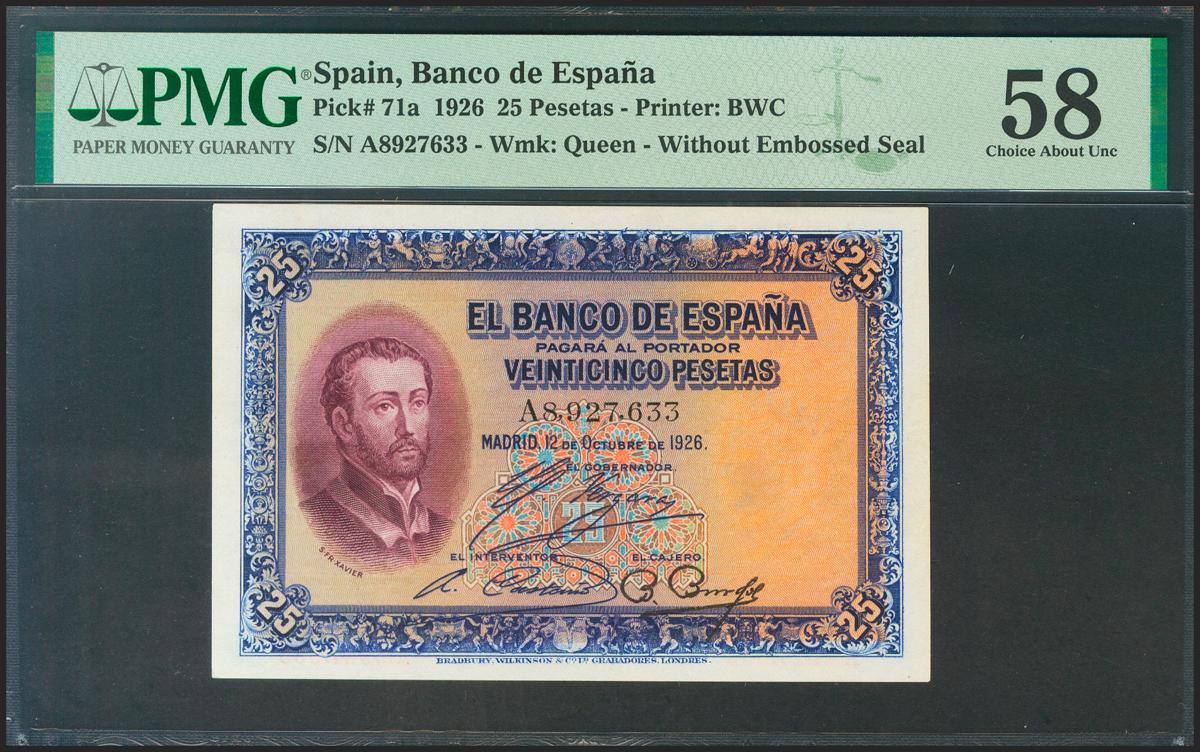 PMG®
PAPER MONEY GUARANTY
Spain, Banco de España
Pick# 71a 1926 25 Pesetas - Printer: BWC
S/N A8927633 - Wmk: Queen - Without Embossed Seal
58
Choice About Unc
25 25
EL BANCO DE ESPAÑA
PAGARÁ AL PORTADOR
VEINTICINCO PESETAS
A8,927,633
MADRID, 12 DE OCTUBRE DE 1926.
EL GOBERNADOR,
25
EL INTERVENTOR, EL CAJERO,
S. FR. XAVIER
25 25
BRADBURY, WILKINSON & Cº Lᵈ GRABADORES, LONDRES.